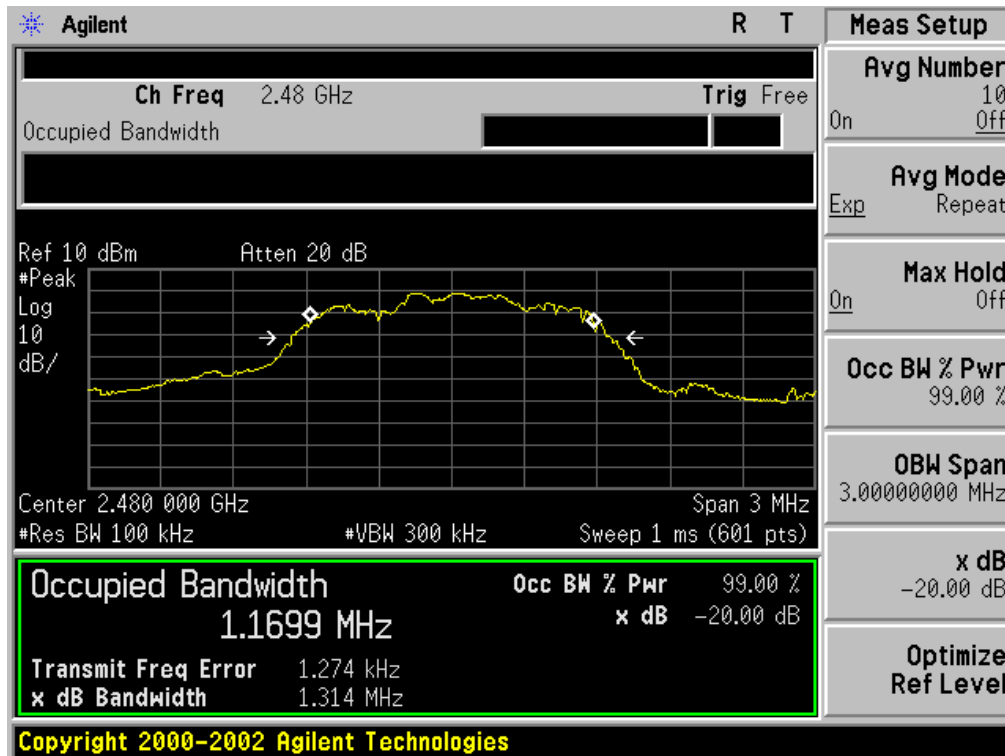 Agilent R T
Ch Freq 2.48 GHz Trig Free
Occupied Bandwidth
Ref 10 dBm Atten 20 dB
#Peak
Log
10
dB/
Center 2.480 000 GHz Span 3 MHz
#Res BW 100 kHz #VBW 300 kHz Sweep 1 ms (601 pts)
Occupied Bandwidth Occ BW % Pwr 99.00 %
1.1699 MHz x dB -20.00 dB
Transmit Freq Error 1.274 kHz
x dB Bandwidth 1.314 MHz
Copyright 2000-2002 Agilent Technologies
Meas Setup
Avg Number
10
On Off
Avg Mode
Exp Repeat
Max Hold
On Off
Occ BW % Pwr
99.00 %
OBW Span
3.00000000 MHz
x dB
-20.00 dB
Optimize
Ref Level